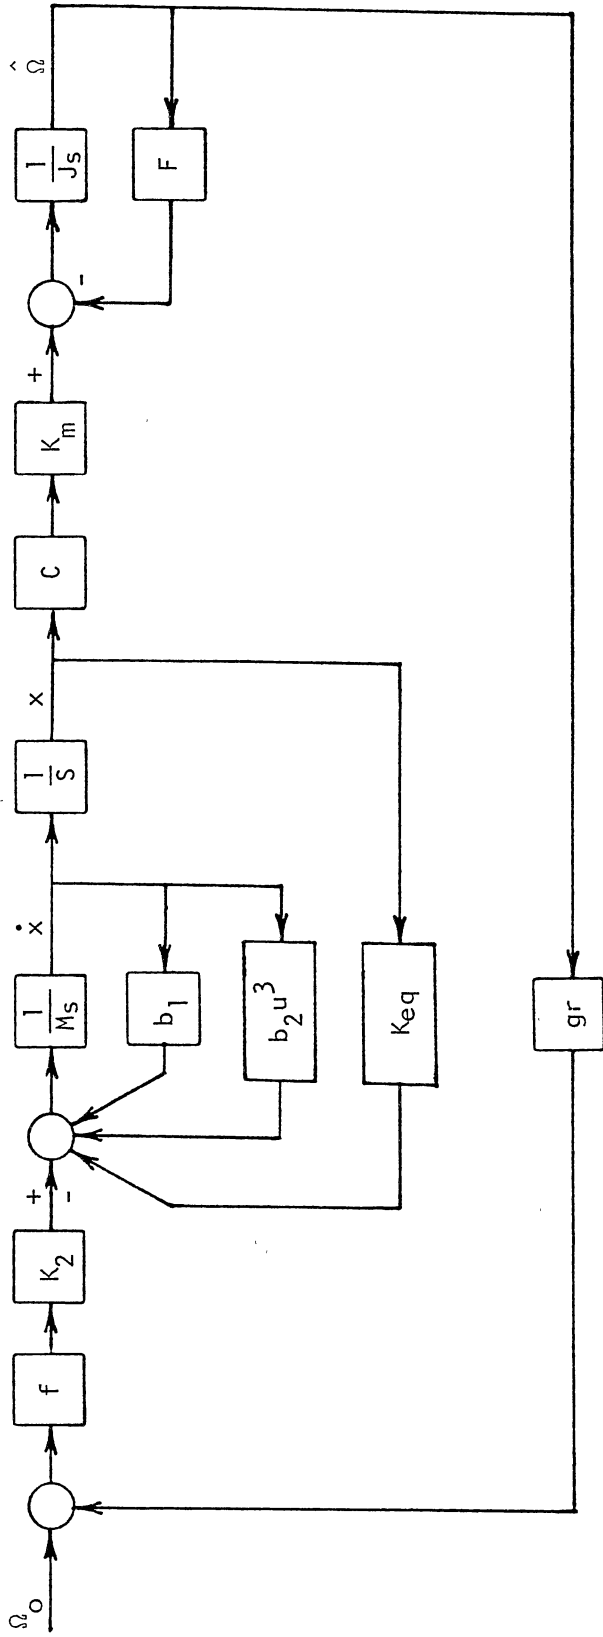 Ω₀
f
K₂
+
-
1/Ms
ẋ
1/S
x
C
Kₘ
+
-
1/Js
Ω̂
F
b₁
b₂u³
Keq
gr